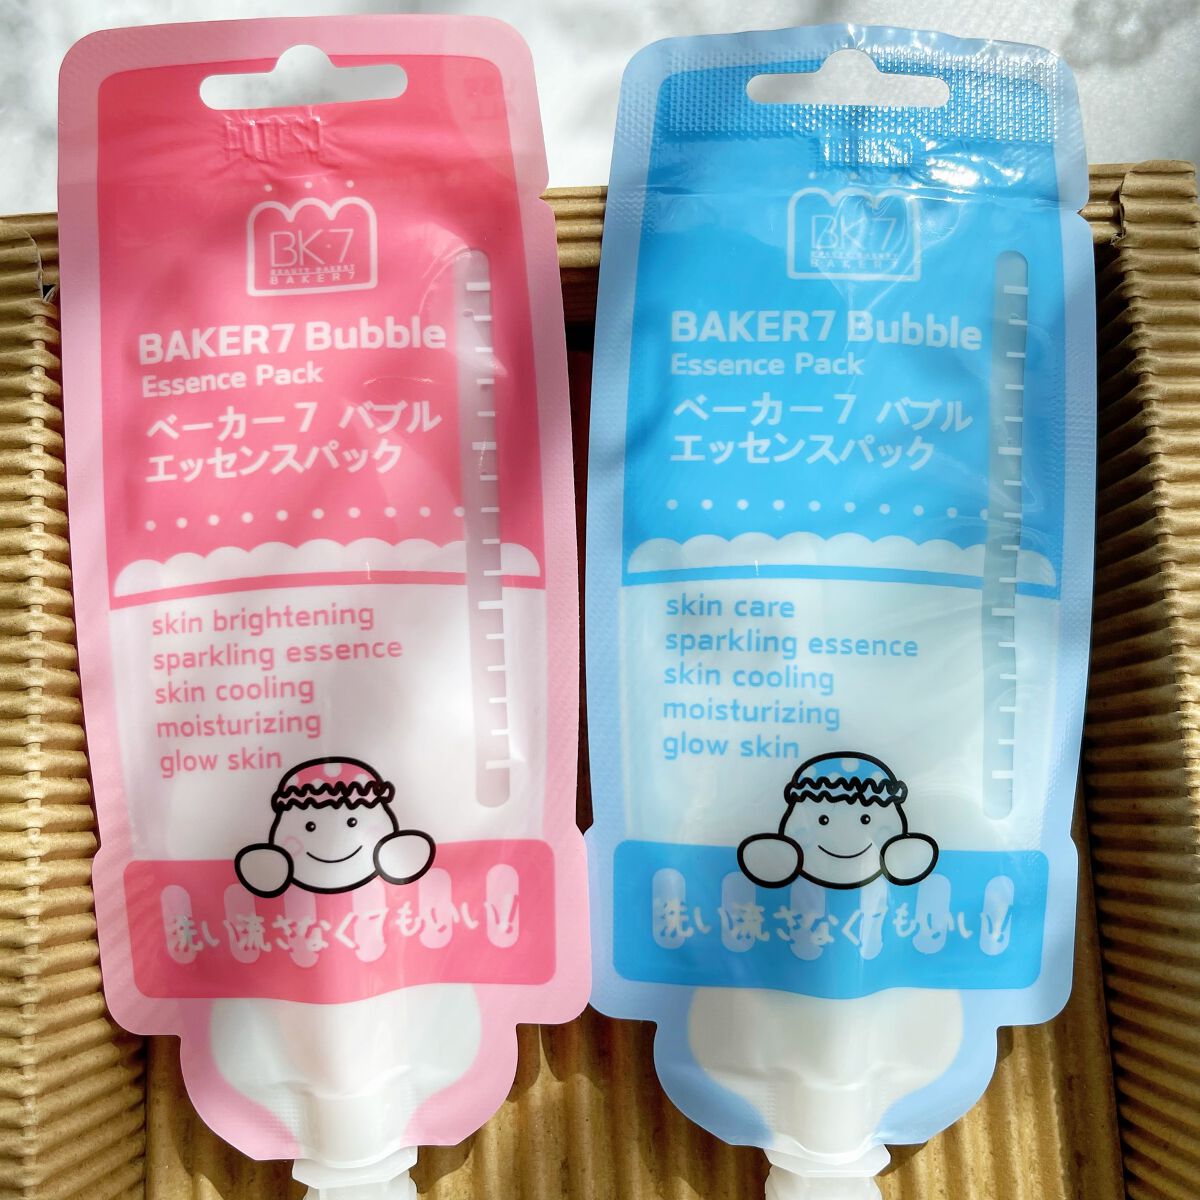 BK·7
BEAUTY BAKERY
BAKER7
BAKER7 Bubble
Essence Pack
ベーカー7 バブル
エッセンスパック
skin brightening
sparkling essence
skin cooling
moisturizing
glow skin
洗い流さなくてもいい!
BK·7
BEAUTY BAKERY
BAKER7
BAKER7 Bubble
Essence Pack
ベーカー7 バブル
エッセンスパック
skin care
sparkling essence
skin cooling
moisturizing
glow skin
洗い流さなくてもいい!